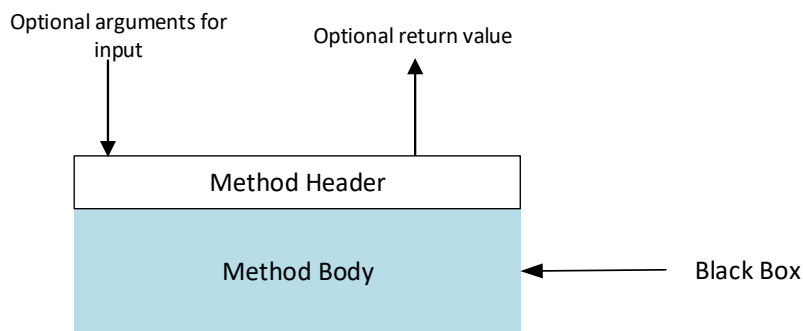 Optional arguments for
input
Optional return value
Method Header
Method Body
Black Box